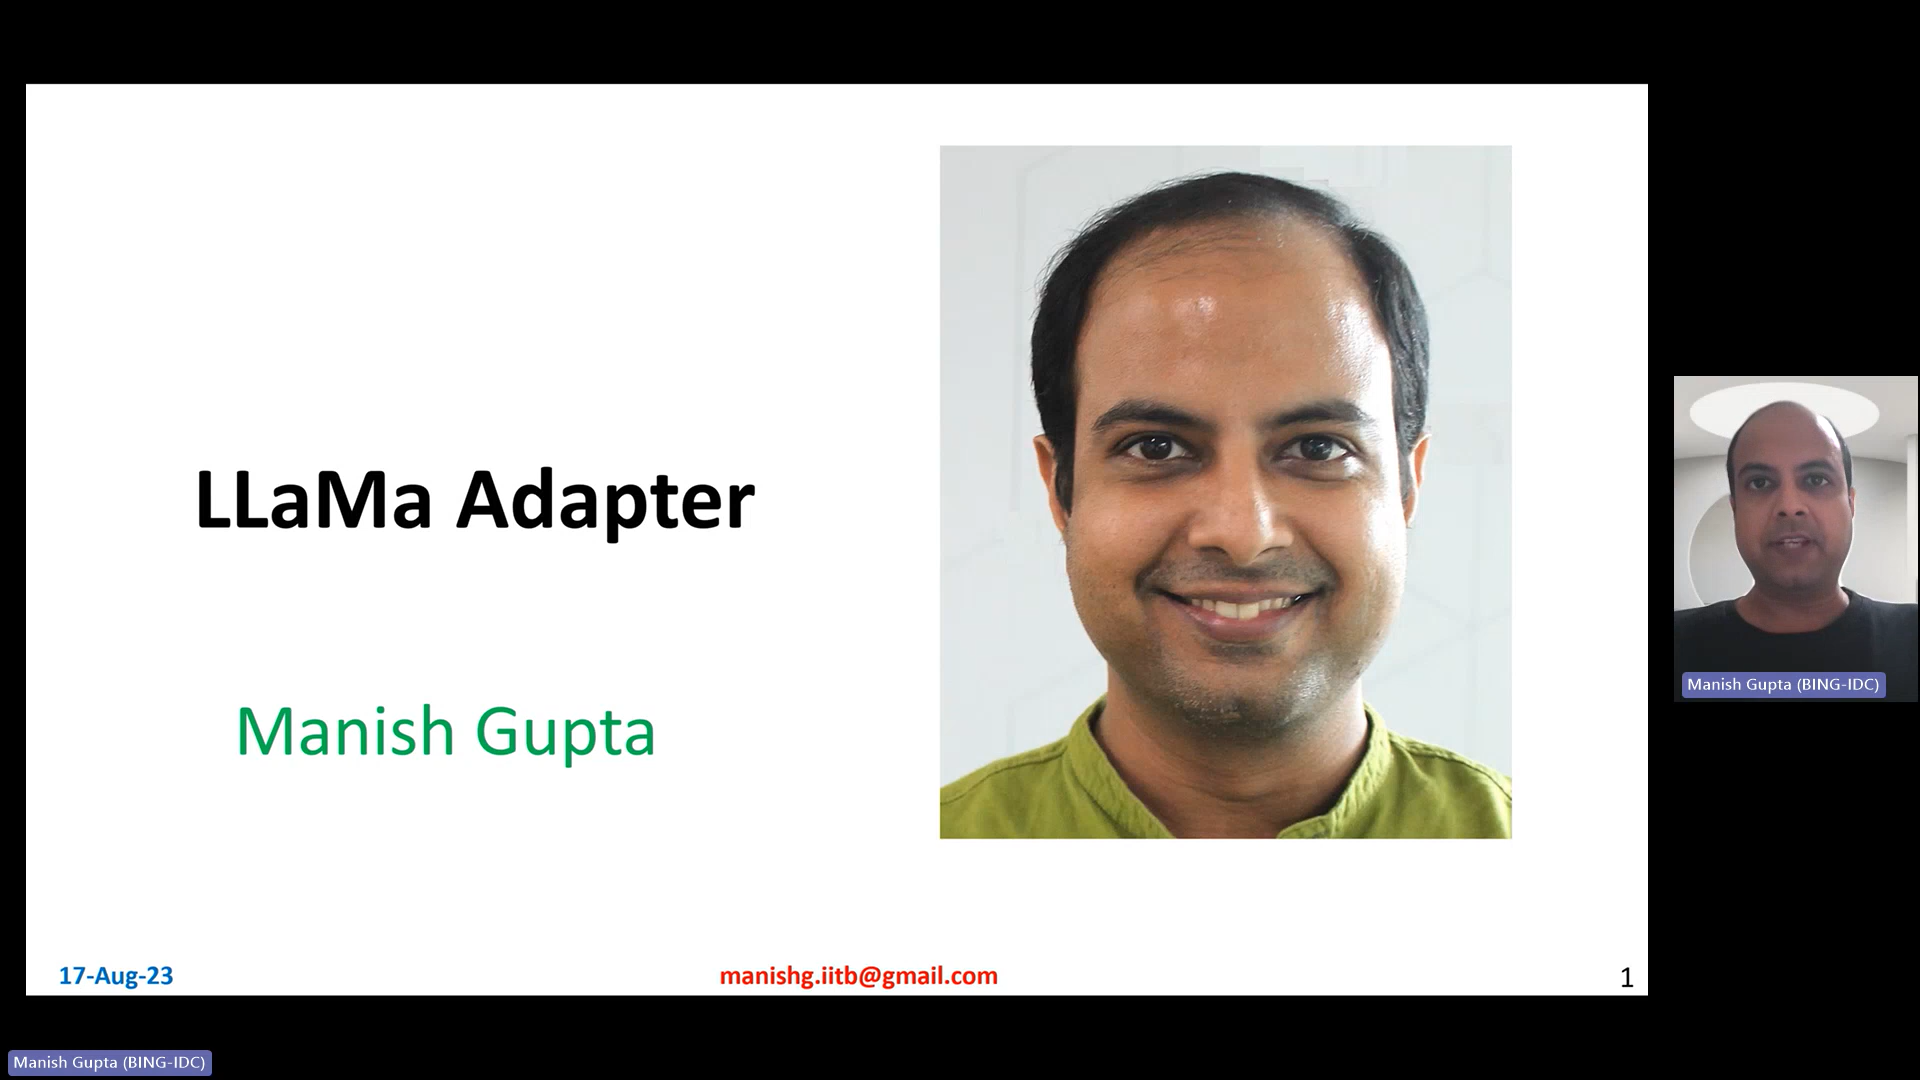 LLaMa Adapter
Manish Gupta
17-Aug-23
manishg.iitb@gmail.com
1
Manish Gupta (BING-IDC)
Manish Gupta (BING-IDC)